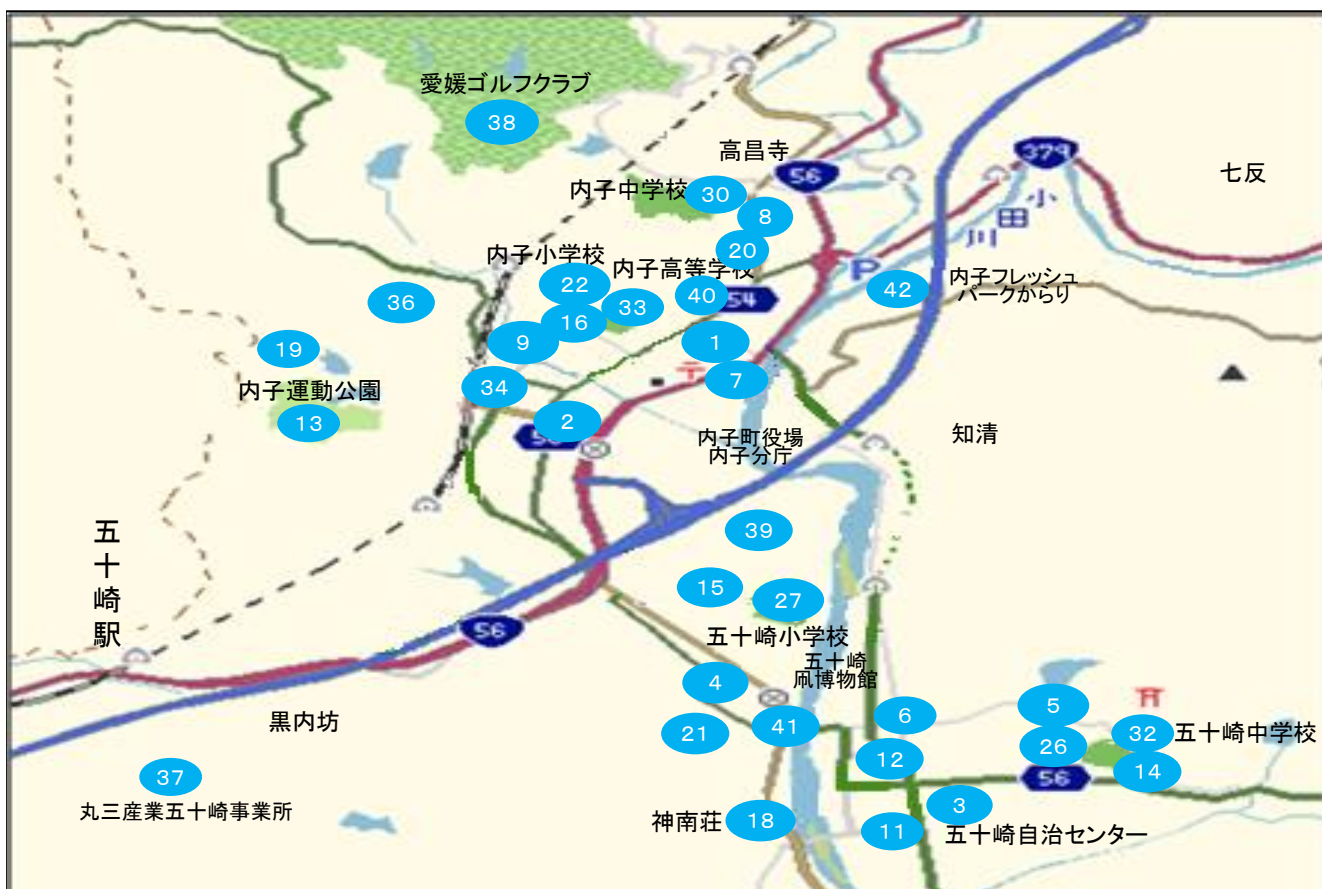 愛媛ゴルフクラブ
38
高昌寺
56
379
七反
内子中学校
30
小
田
川
8
20
内子小学校
内子高等学校
P
22
40
54
42
内子フレッシュ
パークからり
36
33
16
9
1
19
〒
7
34
内子運動公園
13
2
内子町役場
内子分庁
知清
39
五十崎駅
15
27
56
五十崎小学校
五十崎
凧博物館
4
5
6
黒内坊
21
41
32
五十崎中学校
26
12
37
56
14
丸三産業五十崎事業所
神南荘
18
3
11
五十崎自治センター